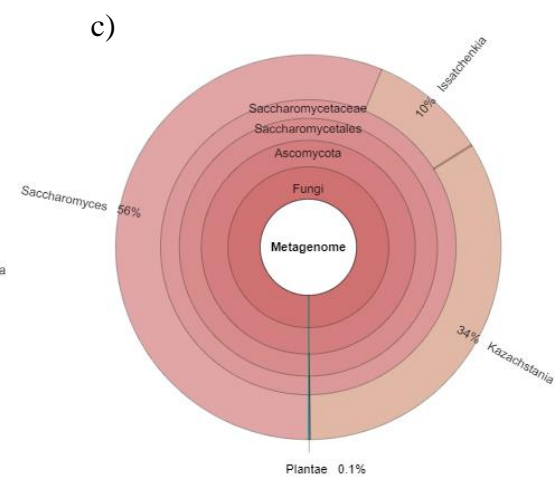 c)
10% Issatchenkia
Saccharomycetaceae
Saccharomycetales
Ascomycota
Fungi
Saccharomyces 56%
Metagenome
a
34% Kazachstania
Plantae 0.1%